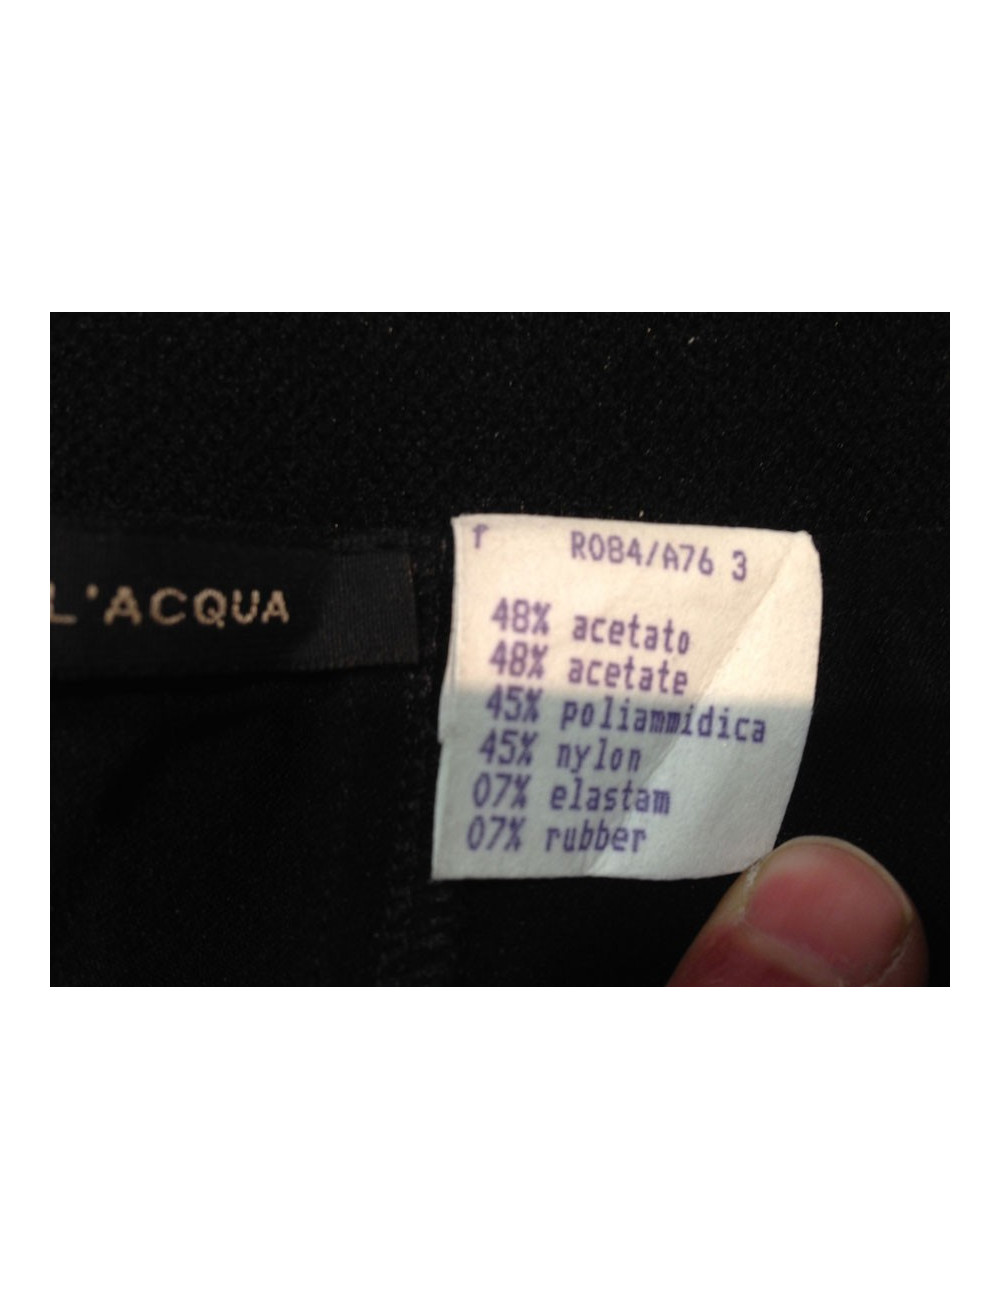 L'ACQUA
r R084/A76 3
48% acetato
48% acetate
45% poliammidica
45% nylon
07% elastam
07% rubber